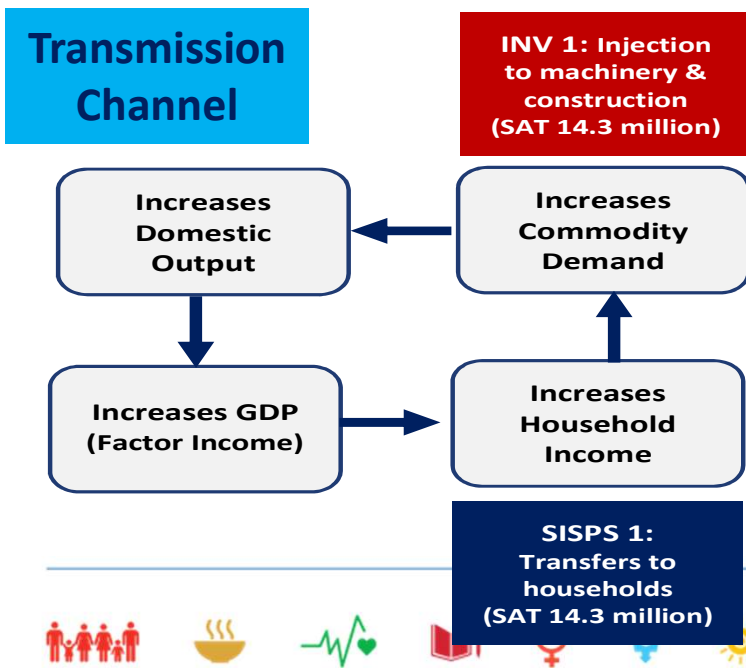 Transmission
Channel
INV 1: Injection
to machinery &
construction
(SAT 14.3 million)
Increases
Domestic
Output
Increases
Commodity
Demand
Increases GDP
(Factor Income)
Increases
Household
Income
SISPS 1:
Transfers to
households
(SAT 14.3 million)